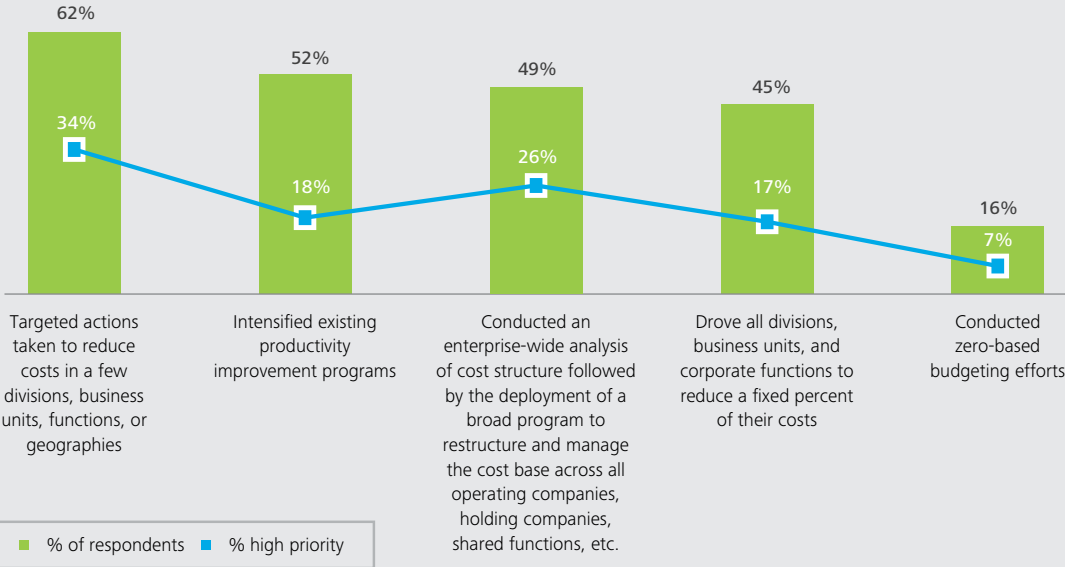 62%
52%
49%
45%
16%
34%
18%
26%
17%
7%
Targeted actions
taken to reduce
costs in a few
divisions, business
units, functions, or
geographies
Intensified existing
productivity
improvement programs
Conducted an
enterprise-wide analysis
of cost structure followed
by the deployment of a
broad program to
restructure and manage
the cost base across all
operating companies,
holding companies,
shared functions, etc.
Drove all divisions,
business units, and
corporate functions to
reduce a fixed percent
of their costs
Conducted
zero-based
budgeting efforts
% of respondents % high priority